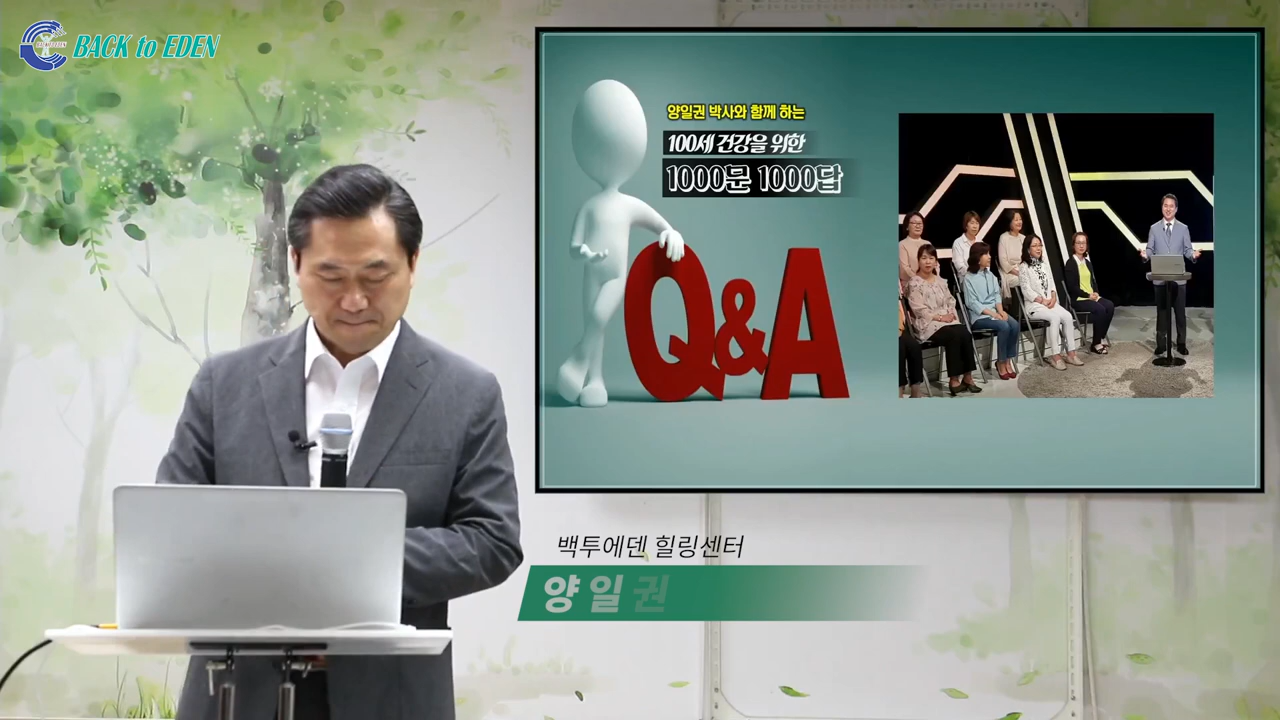 BACK to EDEN
양일권 박사와 함께 하는
100세 건강을 위한
1000문 1000답
Q&A
백투에덴 힐링센터
양일권